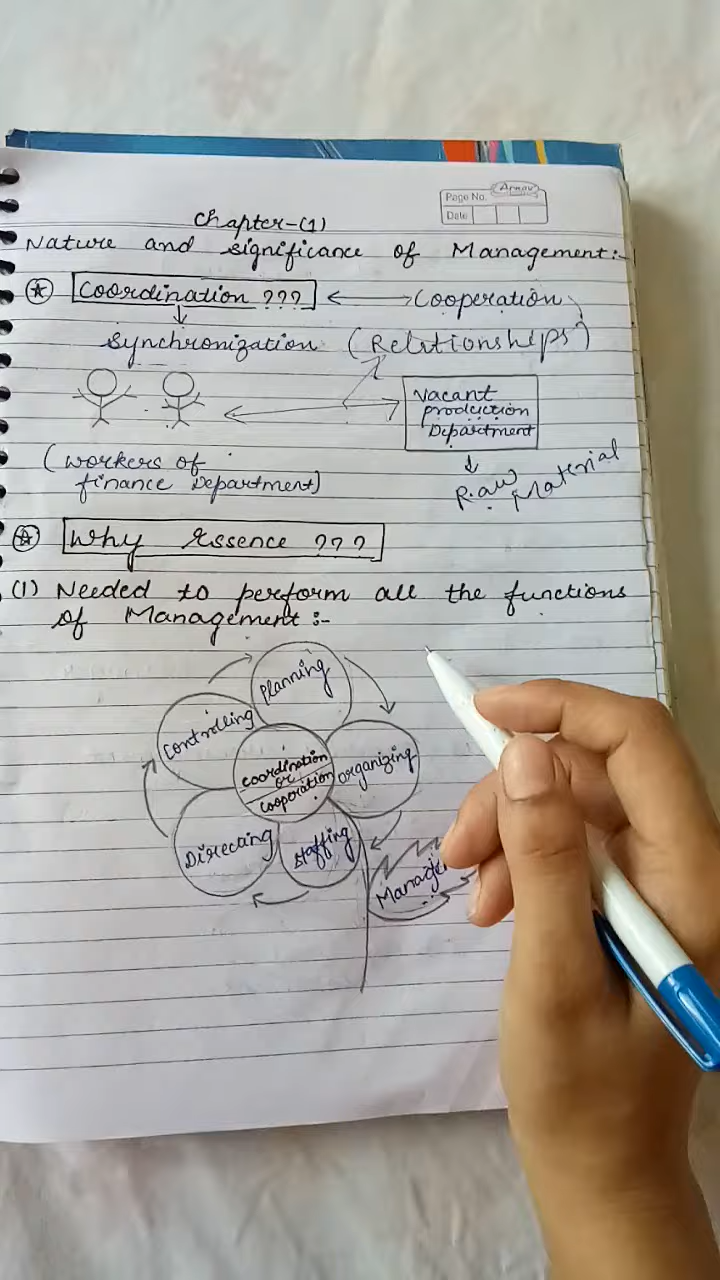 Page No.
Arnav
Date
Chapter-(1)
Nature and significance of Management:-
Coordination ??? ⟷ Cooperation
Synchronization (Relationships)
Vacant
production
Department
(workers of
finance Department)
Raw Material
Why Essence ???
(1) Needed to perform all the functions
of Management:-
Planning
Controlling
coordination
or
cooperation
organizing
Directing
staffing